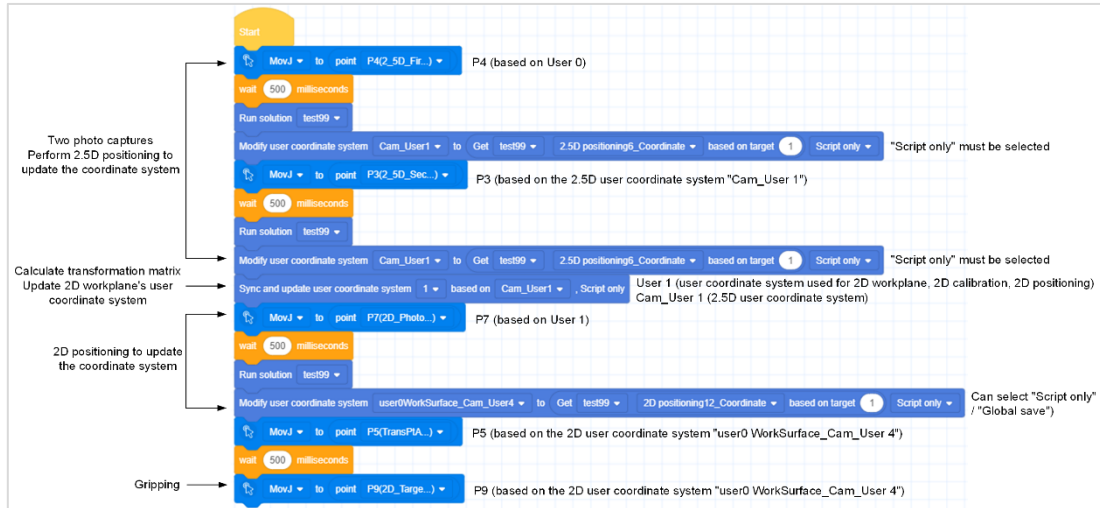 Start
MovJ to point P4(2_5D_Fir...) P4 (based on User 0)
wait 500 milliseconds
Run solution test99
Two photo captures
Perform 2.5D positioning to
update the coordinate system
Modify user coordinate system Cam_User1 to Get test99 2.5D positioning6_Coordinate based on target 1 Script only "Script only" must be selected
MovJ to point P3(2_5D_Sec...) P3 (based on the 2.5D user coordinate system "Cam_User 1")
wait 500 milliseconds
Run solution test99
Modify user coordinate system Cam_User1 to Get test99 2.5D positioning6_Coordinate based on target 1 Script only "Script only" must be selected
Calculate transformation matrix
Update 2D workplane's user
coordinate system
Sync and update user coordinate system 1 based on Cam_User1 , Script only
User 1 (user coordinate system used for 2D workplane, 2D calibration, 2D positioning)
Cam_User 1 (2.5D user coordinate system)
MovJ to point P7(2D_Photo...) P7 (based on User 1)
wait 500 milliseconds
2D positioning to update
the coordinate system
Run solution test99
Modify user coordinate system user0WorkSurface_Cam_User4 to Get test99 2D positioning12_Coordinate based on target 1 Script only
Can select "Script only"
/ "Global save")
MovJ to point P5(TransPIA...) P5 (based on the 2D user coordinate system "user0 WorkSurface_Cam_User 4")
wait 500 milliseconds
Gripping
MovJ to point P9(2D_Targe...) P9 (based on the 2D user coordinate system "user0 WorkSurface_Cam_User 4")